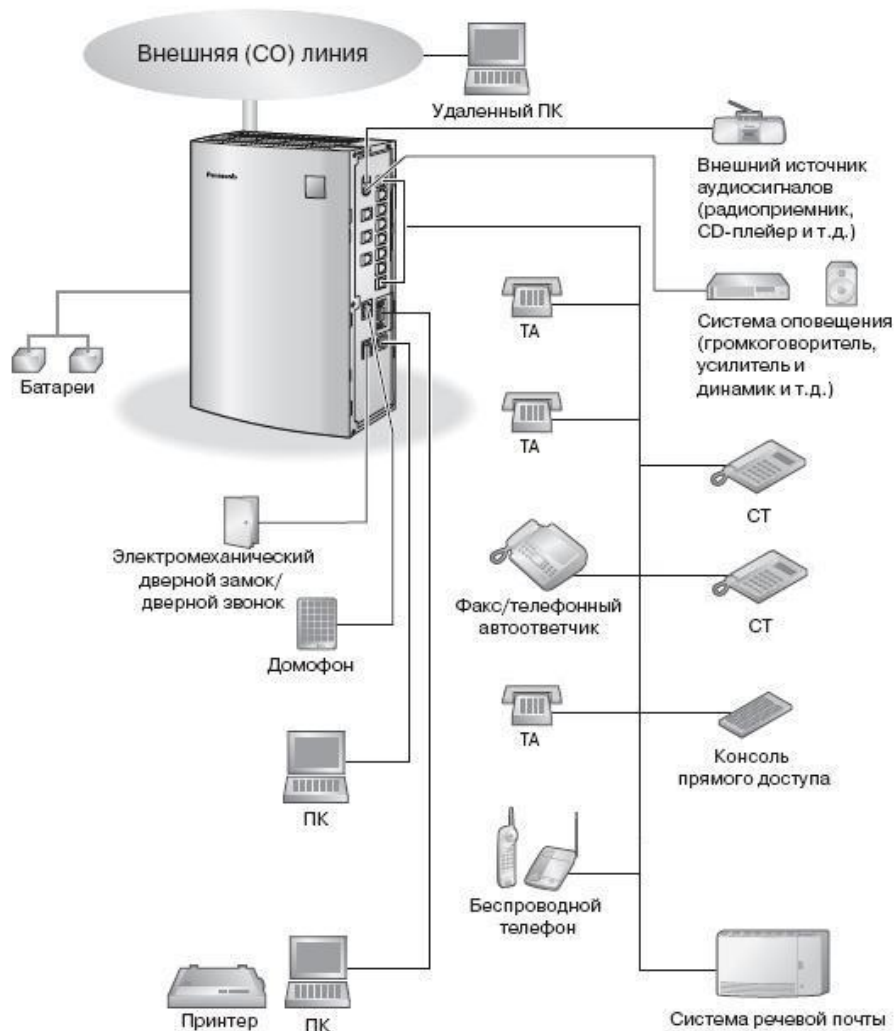 Внешняя (СО) линия
Удаленный ПК
Panasonic
Внешний источник
аудиосигналов
(радиоприемник,
CD-плейер и т.д.)
Система оповещения
(громкоговоритель,
усилитель и
динамик и т.д.)
Батареи
ТА
ТА
СТ
Электромеханический
дверной замок/
дверной звонок
Факс/телефонный
автоответчик
СТ
Домофон
ТА
Консоль
прямого доступа
ПК
Беспроводной
телефон
Принтер
ПК
Система речевой почты